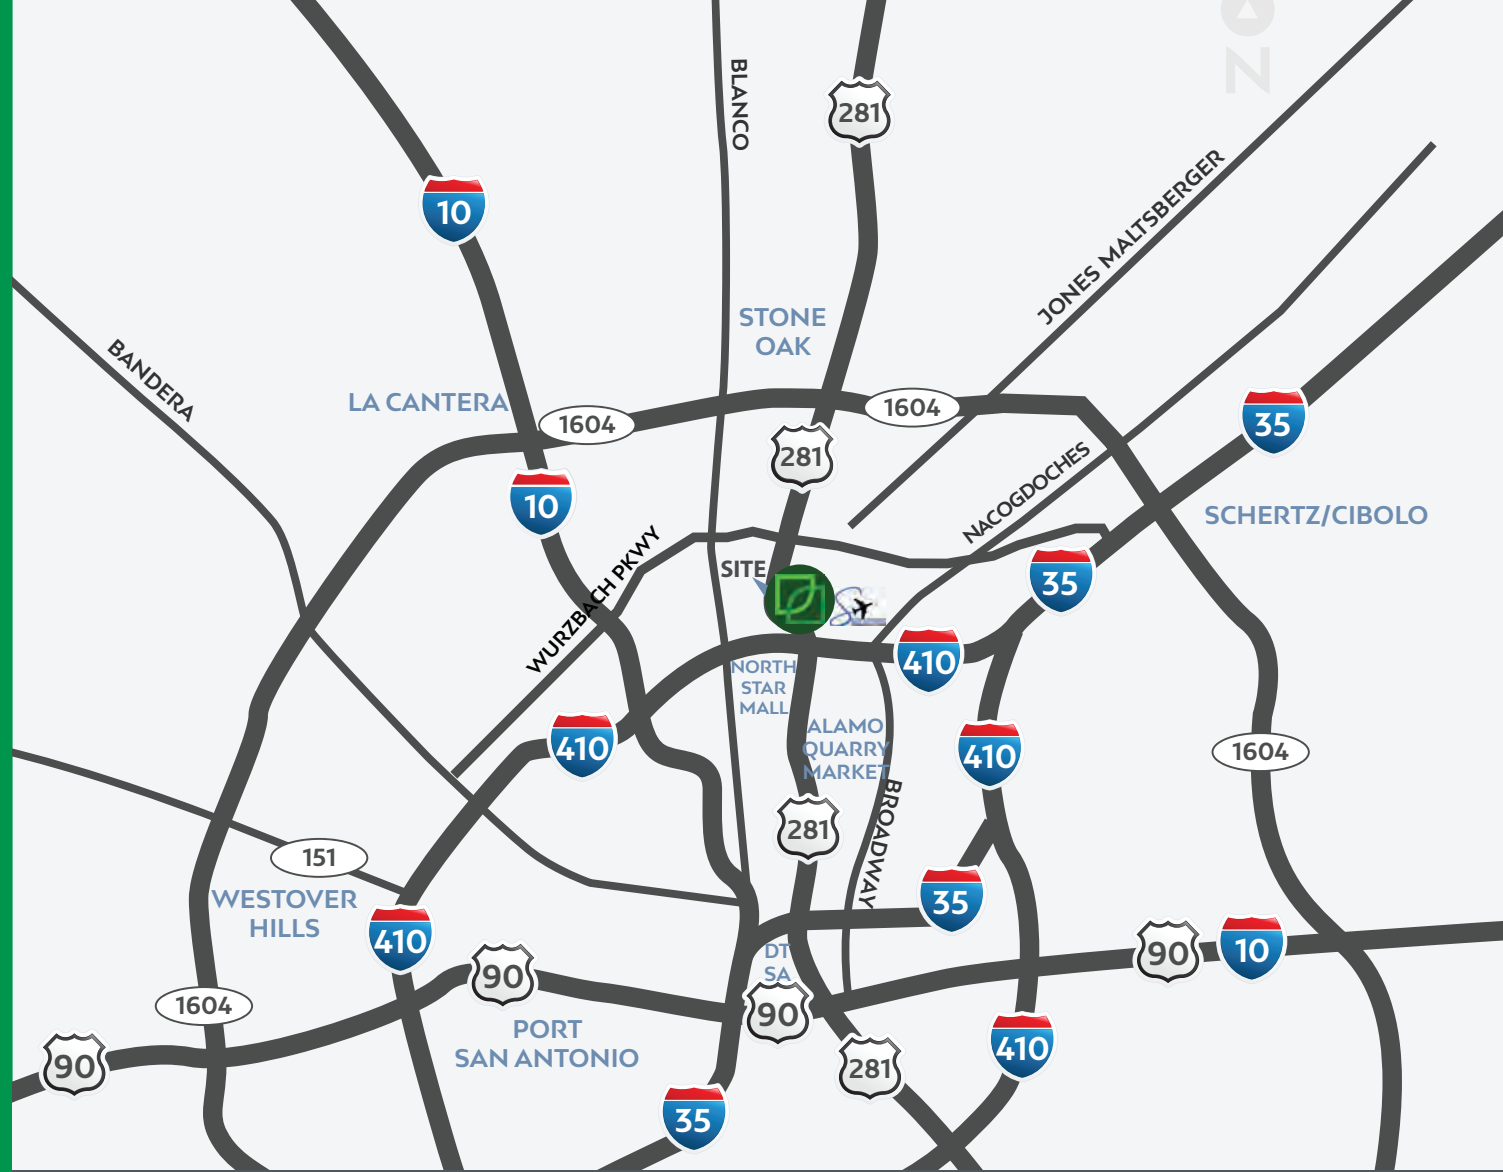 N
BLANCO
281
10
JONES MALTSBERGER
STONE
OAK
BANDERA
LA CANTERA
1604
1604
35
281
NACOGDOCHES
10
SCHERTZ/CIBOLO
WURZBACH PKWY
SITE
35
410
NORTH
STAR
MALL
410
ALAMO
QUARRY
MARKET
410
1604
BROADWAY
281
151
WESTOVER
HILLS
35
410
DT
SA
90
10
90
1604
90
PORT
SAN ANTONIO
410
90
281
35